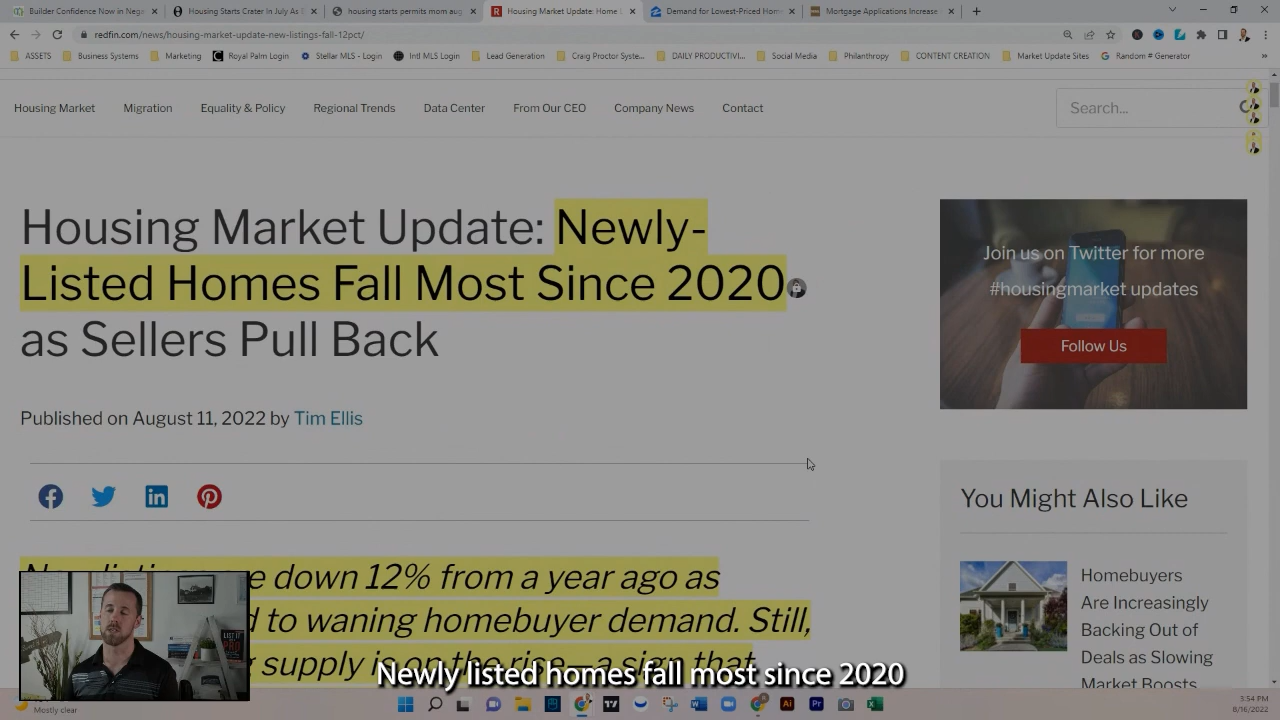 Builder Confidence Now in Nega
Housing Starts Crater In July As R
housing starts permits mom aug
Housing Market Update: Home L
Demand for Lowest-Priced Hom
Mortgage Applications Increase
redfin.com/news/housing-market-update-new-listings-fall-12pct/
ASSETS
Business Systems
Marketing
Royal Palm Login
Stellar MLS - Login
Intl MLS Login
Lead Generation
Craig Proctor Syste...
DAILY PRODUCTIVI...
Social Media
Philanthropy
CONTENT CREATION
Market Update Sites
Random # Generator
Housing Market
Migration
Equality & Policy
Regional Trends
Data Center
From Our CEO
Company News
Contact
Search...
Housing Market Update: Newly-
Listed Homes Fall Most Since 2020
as Sellers Pull Back
Published on August 11, 2022 by Tim Ellis
Join us on Twitter for more
#housingmarket updates
Follow Us
You Might Also Like
Homebuyers
Are Increasingly
Backing Out of
Deals as Slowing
Market Boosts
down 12% from a year ago as
to waning homebuyer demand. Still,
supply is on the rise—a sign that
Newly listed homes fall most since 2020
Mostly clear
5:54 PM
8/16/2022